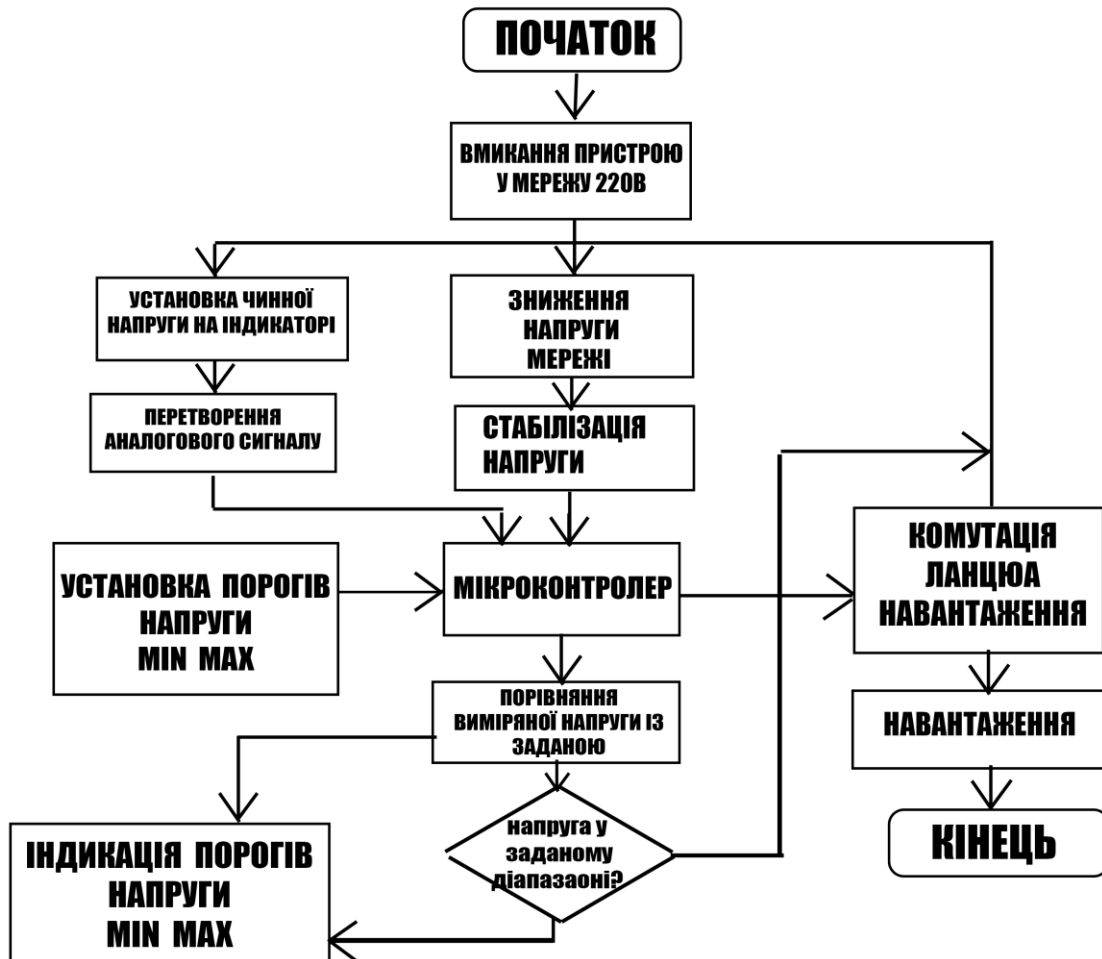 ПОЧАТОК
ВМИКАННЯ ПРИСТРОЮ
У МЕРЕЖУ 220В
УСТАНОВКА ЧИННОЇ
НАПРУГИ НА ІНДИКАТОРІ
ЗНИЖЕННЯ
НАПРУГИ
МЕРЕЖІ
ПЕРЕТВОРЕННЯ
АНАЛОГОВОГО СИГНАЛУ
СТАБІЛІЗАЦІЯ
НАПРУГИ
УСТАНОВКА ПОРОГІВ
НАПРУГИ
MIN MAX
МІКРОКОНТРОЛЕР
КОМУТАЦІЯ
ЛАНЦЮА
НАВАНТАЖЕННЯ
ПОРІВНЯННЯ
ВИМІРЯНОЇ НАПРУГИ ІЗ
ЗАДАНОЮ
НАВАНТАЖЕННЯ
ІНДИКАЦІЯ ПОРОГІВ
НАПРУГИ
MIN MAX
напруга у
заданому
діапазаоні?
КІНЕЦЬ